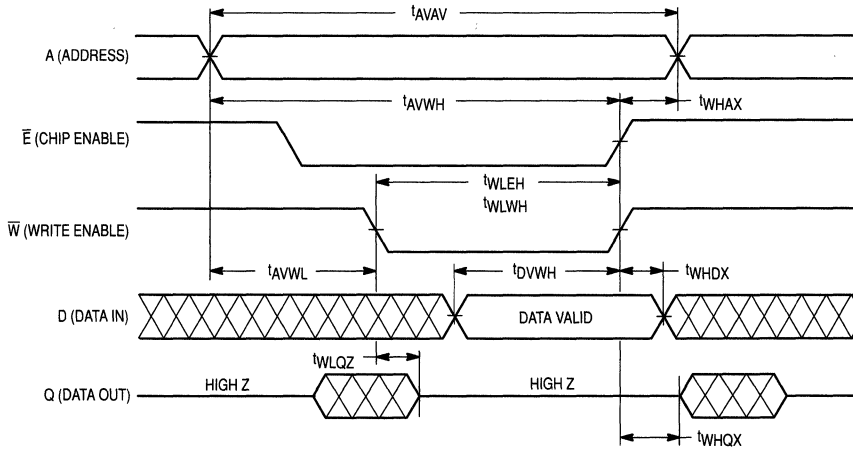 tAVAV
A (ADDRESS)
tAVWH
tWHAX
E̅ (CHIP ENABLE)
tWLEH
tWLWH
W̅ (WRITE ENABLE)
tAVWL
tDVWH
tWHDX
D (DATA IN)
DATA VALID
tWLQZ
HIGH Z
HIGH Z
Q (DATA OUT)
tWHQX